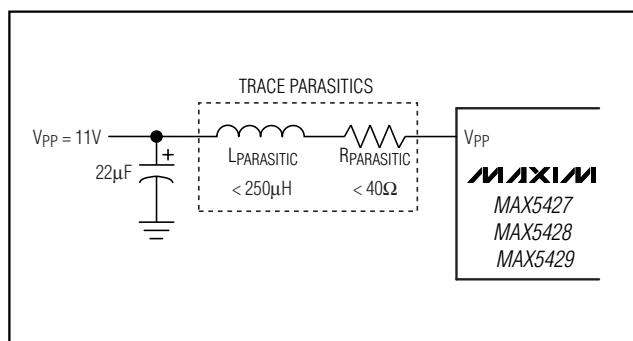 TRACE PARASITICS
VPP = 11V
22µF
+
LPARASITIC
< 250µH
RPARASITIC
< 40Ω
VPP
MAXIM
MAX5427
MAX5428
MAX5429